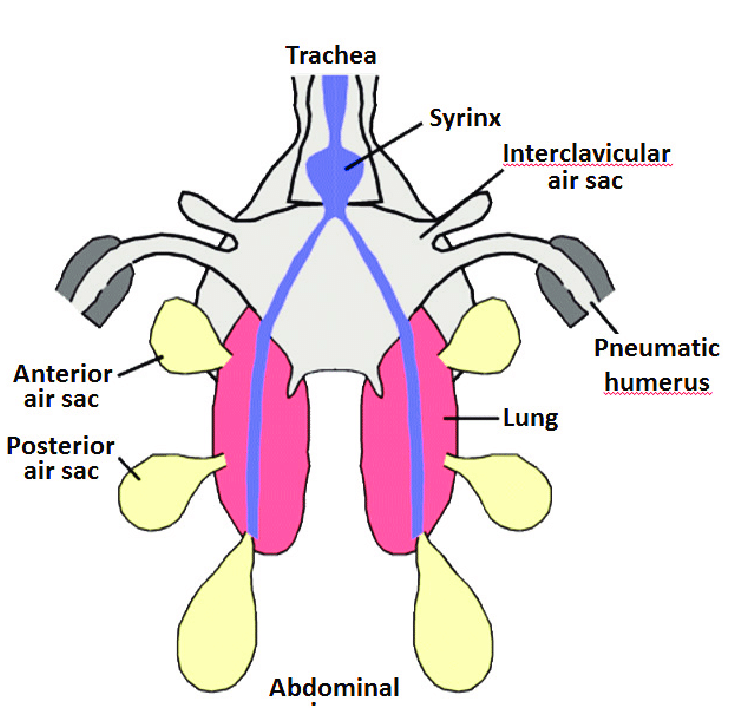 Trachea
Syrinx
Interclavicular
air sac
Pneumatic
humerus
Anterior
air sac
Lung
Posterior
air sac
Abdominal